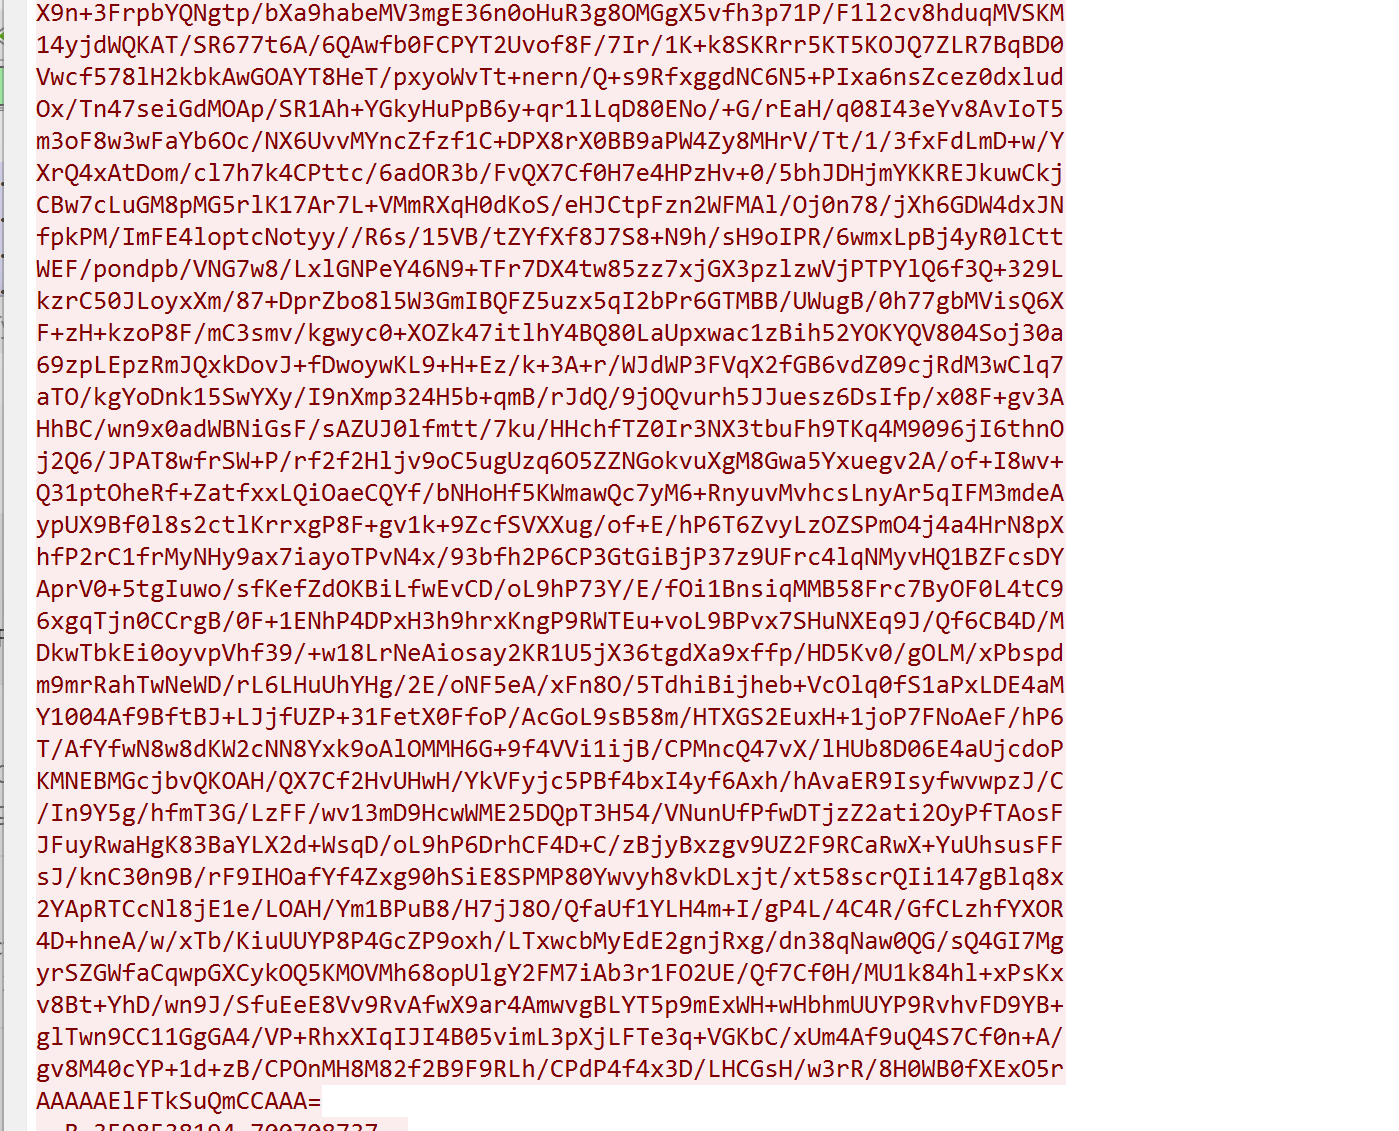 X9n+3FrpbYQNgtp/bXa9habeMV3mgE36n0oHuR3g8OMGgX5vfh3p71P/F1l2cv8hduqMVSKM
14yjdWQKAT/SR677t6A/6QAwfb0FCPYT2Uvof8F/7Ir/1K+k8SKRrr5KT5KOJQ7ZLR7BqBD0
Vwcf578lH2kbkAwGOAYT8HeT/pxyoWvTt+nern/Q+s9RfxggdNC6N5+PIxa6nsZcez0dxlud
Ox/Tn47seiGdMOAp/SR1Ah+YGkyHuPpB6y+qr1lLqD80ENo/+G/rEaH/q08I43eYv8AvIoT5
m3oF8w3wFaYb6Oc/NX6UvvMYncZfzf1C+DPX8rX0BB9aPW4Zy8MHrV/Tt/1/3fxFdLmD+w/Y
XrQ4xAtDom/cl7h7k4CPttc/6adOR3b/FvQX7Cf0H7e4HPzHv+0/5bhJDHjmYKKREJkuwCkj
CBw7cLuGM8pMG5rlK17Ar7L+VMmRXqH0dKoS/eHJCtpFzn2WFMAl/Oj0n78/jXh6GDW4dxJN
fpkPM/ImFE4loptcNotyy//R6s/15VB/tZYfXf8J7S8+N9h/sH9oIPR/6wmxLpBj4yR0lCtt
WEF/pondpb/VNG7w8/LxlGNPeY46N9+TFr7DX4tw85zz7xjGX3pzlzwVjPTPYlQ6f3Q+329L
kzrC50JLoyxXm/87+DprZbo8l5W3GmIBQFZ5uzx5qI2bPr6GTMBB/UWugB/0h77gbMVisQ6X
F+zH+kzoP8F/mC3smv/kgwyc0+XOZk47itlhY4BQ80LaUpxwac1zBih52YOKYQV804Soj30a
69zpLEpzRmJQxkDovJ+fDwoywKL9+H+Ez/k+3A+r/WJdWP3FVqX2fGB6vdZ09cjRdM3wClq7
aTO/kgYoDnk15SwYXy/I9nXmp324H5b+qmB/rJdQ/9jOQvurh5JJuesz6DsIfp/x08F+gv3A
HhBC/wn9x0adWBNiGsF/sAZUJ0lfmtt/7ku/HHchfTZ0Ir3NX3tbuFh9TKq4M9096jI6thnO
j2Q6/JPAT8wfrSW+P/rf2f2Hljv9oC5ugUzq6O5ZZNGokvuXgM8Gwa5Yxuegv2A/of+I8wv+
Q31ptOheRf+ZatfxxLQiOaeCQYf/bNHoHf5KWmawQc7yM6+RnyuvMvhcsLnyAr5qIFM3mdeA
ypUX9Bf0l8s2ctlKrrxgP8F+gv1k+9ZcfSVXXug/of+E/hP6T6ZvyLzOZSPmO4j4a4HrN8pX
hfP2rC1frMyNHy9ax7iayoTPvN4x/93bfh2P6CP3GtGiBjP37z9UFrc4lqNMyvHQ1BZFcsDY
AprV0+5tgIuwo/sfKefZdOKBiLfwEvCD/oL9hP73Y/E/fOi1BnsiqMMB58Frc7ByOF0L4tC9
6xgqTjn0CCrgB/0F+1ENhP4DPxH3h9hrxKngP9RWTEu+voL9BPvx7SHuNXEq9J/Qf6CB4D/M
DkwTbkEi0oyvpVhf39/+w18LrNeAiosay2KR1U5jX36tgdXa9xffp/HD5Kv0/gOLM/xPbspd
m9mrRahTwNeWD/rL6LHuUhYHg/2E/oNF5eA/xFn8O/5TdhiBijheb+VcOlq0fS1aPxLDE4aM
Y1004Af9BftBJ+LJjfUZP+31FetX0FfoP/AcGoL9sB58m/HTXGS2EuxH+1joP7FNoAeF/hP6
T/AfYfwN8w8dKW2cNN8Yxk9oAlOMMH6G+9f4VVi1ijB/CPMncQ47vX/lHUb8D06E4aUjcdoP
KMNEBMGcjbvQKOAH/QX7Cf2HvUHwH/YkVFyjc5PBf4bxI4yf6Axh/hAvaER9Isyfwvwpz J/C
/In9Y5g/hfmT3G/LzFF/wv13mD9HcwWME25DQpT3H54/VNunUfPfwDTjzZ2ati2OyPfTAosF
JFuyRwaHgK83BaYLX2d+WsqD/oL9hP6DrhCF4D+C/zBjyBxzgv9UZ2F9RCaRwX+YuUhsusFF
sJ/knC30n9B/rF9IHOafYf4Zxg90hSiE8SPMP80Ywvyh8vkDLxjt/xt58scrQIi147gBlq8x
2YApRTCcNl8jE1e/LOAH/Ym1BPuB8/H7jJ8O/QfaUf1YLH4m+I/gP4L/4C4R/GfCLzhfYXOR
4D+hneA/w/xTb/KiuUUYP8P4GcZP9oxh/LTxwcbMyEdE2gnjRxg/dn38qNaw0QG/sQ4GI7Mg
yrSZGWfaCqwpGXCykOQ5KMOVMh68opUlgY2FM7iAb3r1FO2UE/Qf7Cf0H/MU1k84hl+xPsKx
v8Bt+YhD/wn9J/SfuEeE8Vv9RvAfwX9ar4AmwvgBLYT5p9mExWH+wHbhmUUYP9RvhvFD9YB+
glTwn9CC11GgGA4/VP+RhxXIqIJI4B05vimL3pXjLFTe3q+VGKbC/xUm4Af9uQ4S7Cf0n+A/
gv8M40cYP+1d+zB/CPOnMH8M82f2B9F9RLh/CPdP4f4x3D/LHCGsH/w3rR/8H0WB0fXExO5r
AAAAAElFTkSuQmCCAAA=